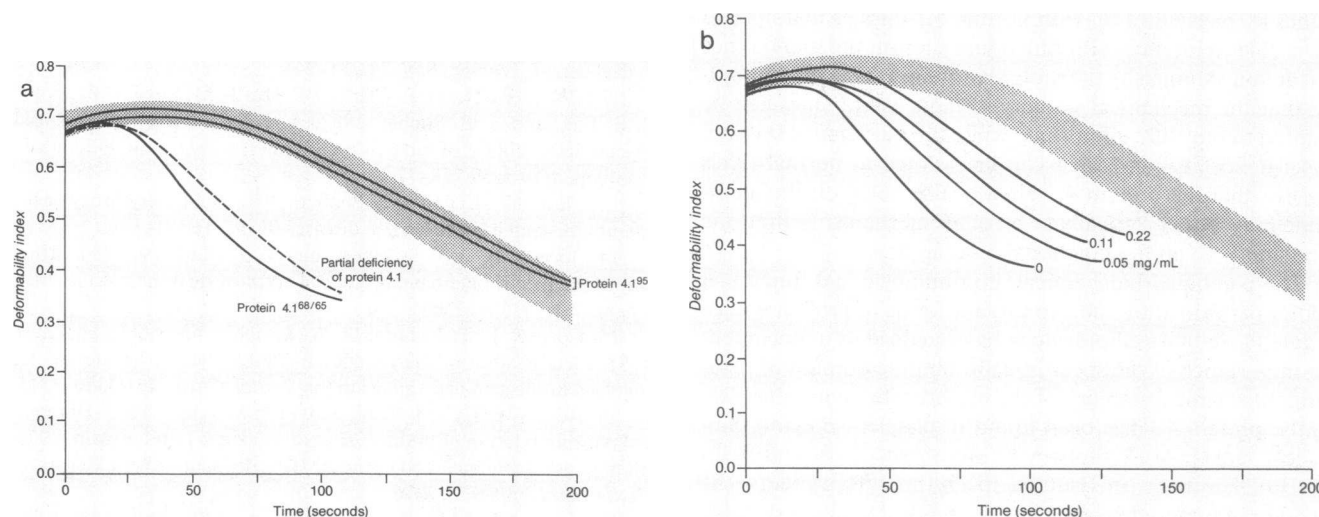 a
Deformability index
0.8
0.7
0.6
0.5
0.4
0.3
0.2
0.1
0.0
Partial deficiency
of protein 4.1
Protein 4.1⁶⁸/⁶⁵
Protein 4.1⁹⁵
0 50 100 150 200
Time (seconds)
b
Deformability index
0.8
0.7
0.6
0.5
0.4
0.3
0.2
0.1
0.0
0.22
0.11
0.05 mg/mL
0
0 50 100 150 200
Time (seconds)